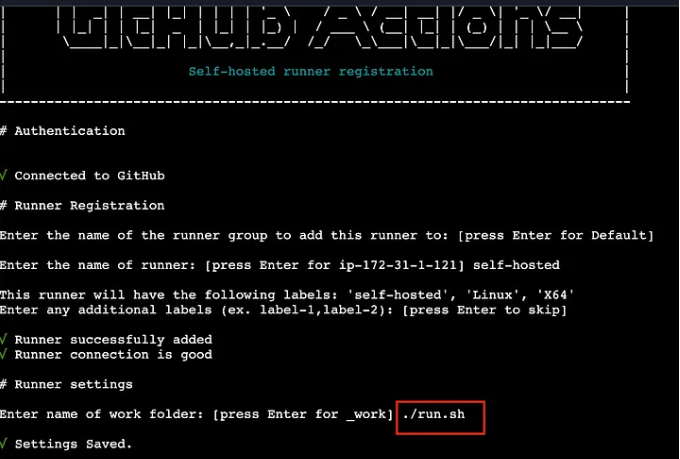 GitHub Actions
Self-hosted runner registration
# Authentication
√ Connected to GitHub
# Runner Registration
Enter the name of the runner group to add this runner to: [press Enter for Default]
Enter the name of runner: [press Enter for ip-172-31-1-121] self-hosted
This runner will have the following labels: 'self-hosted', 'Linux', 'X64'
Enter any additional labels (ex. label-1,label-2): [press Enter to skip]
√ Runner successfully added
√ Runner connection is good
# Runner settings
Enter name of work folder: [press Enter for _work] ./run.sh
√ Settings Saved.